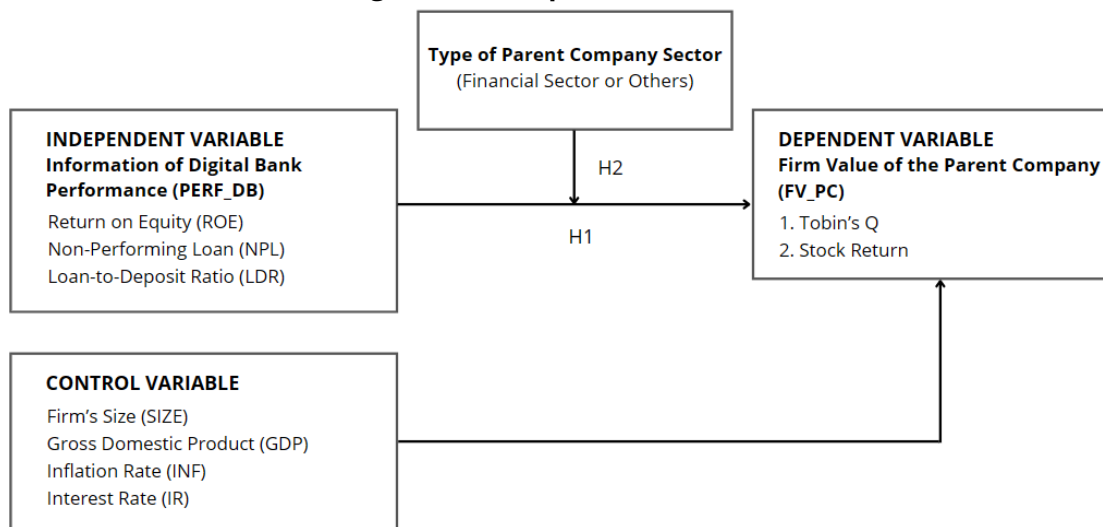 Type of Parent Company Sector
(Financial Sector or Others)
INDEPENDENT VARIABLE
Information of Digital Bank
Performance (PERF_DB)
Return on Equity (ROE)
Non-Performing Loan (NPL)
Loan-to-Deposit Ratio (LDR)
H2
H1
DEPENDENT VARIABLE
Firm Value of the Parent Company
(FV_PC)
1. Tobin's Q
2. Stock Return
CONTROL VARIABLE
Firm's Size (SIZE)
Gross Domestic Product (GDP)
Inflation Rate (INF)
Interest Rate (IR)